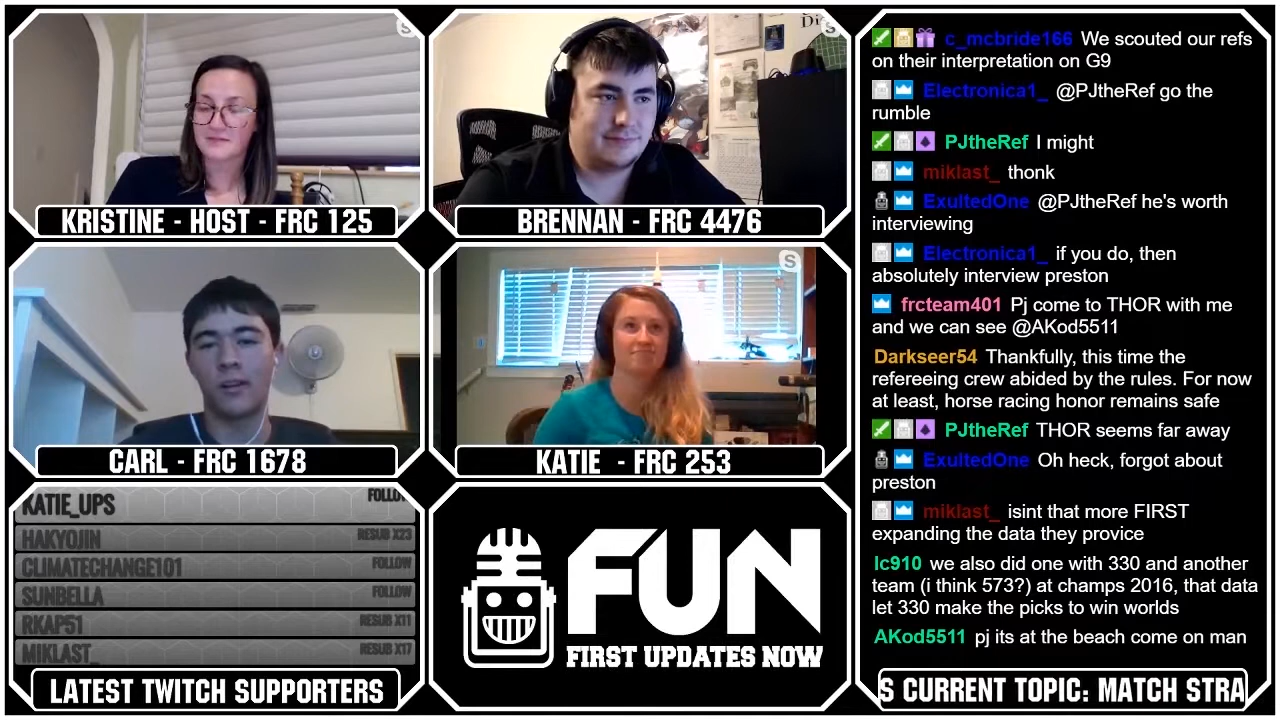 KRISTINE - HOST - FRC 125
BRENNAN - FRC 4476
CARL - FRC 1678
KATIE - FRC 253
KATIE_UPS FOLLOW
HAKYOJIN RESUB X23
CLIMATECHANGE101 FOLLOW
SUNBELLA FOLLOW
RKAP51 RESUB X11
MIKLAST_ RESUB X17
LATEST TWITCH SUPPORTERS
FUN
FIRST UPDATES NOW
c_mcbride166 We scouted our refs
on their interpretation on G9
Electronica1_ @PJtheRef go the
rumble
PJtheRef I might
miklast_ thonk
ExultedOne @PJtheRef he's worth
interviewing
Electronica1_ if you do, then
absolutely interview preston
frcteam401 Pj come to THOR with me
and we can see @AKod5511
Darkseer54 Thankfully, this time the
refereeing crew abided by the rules. For now
at least, horse racing honor remains safe
PJtheRef THOR seems far away
ExultedOne Oh heck, forgot about
preston
miklast_ isint that more FIRST
expanding the data they provice
lc910 we also did one with 330 and another
team (i think 573?) at champs 2016, that data
let 330 make the picks to win worlds
AKod5511 pj its at the beach come on man
S CURRENT TOPIC: MATCH STRA